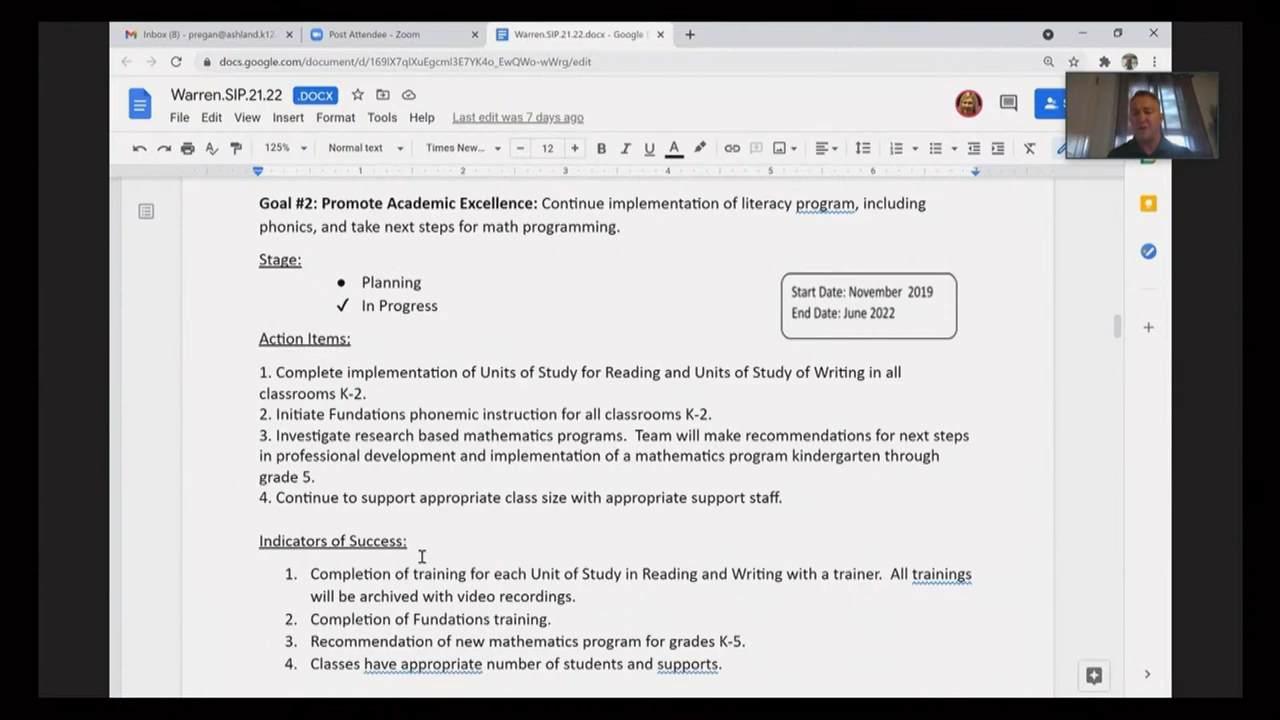 Inbox (8) - pregan@ashland.k12
Post Attendee - Zoom
Warren.SIP.21.22.docx - Google
docs.google.com/document/d/169lX7qlXuEgcml3E7YK4o_EwQWo-wWrg/edit
Warren.SIP.21.22 .DOCX
File Edit View Insert Format Tools Help Last edit was 7 days ago
125% Normal text Times New... 12 B I U A
1 2 3 4 5 6
Goal #2: Promote Academic Excellence: Continue implementation of literacy program, including
phonics, and take next steps for math programming.
Stage:
● Planning
✓ In Progress
Start Date: November 2019
End Date: June 2022
Action Items:
1. Complete implementation of Units of Study for Reading and Units of Study of Writing in all
classrooms K-2.
2. Initiate Fundations phonemic instruction for all classrooms K-2.
3. Investigate research based mathematics programs. Team will make recommendations for next steps
in professional development and implementation of a mathematics program kindergarten through
grade 5.
4. Continue to support appropriate class size with appropriate support staff.
Indicators of Success:
1. Completion of training for each Unit of Study in Reading and Writing with a trainer. All trainings
will be archived with video recordings.
2. Completion of Fundations training.
3. Recommendation of new mathematics program for grades K-5.
4. Classes have appropriate number of students and supports.